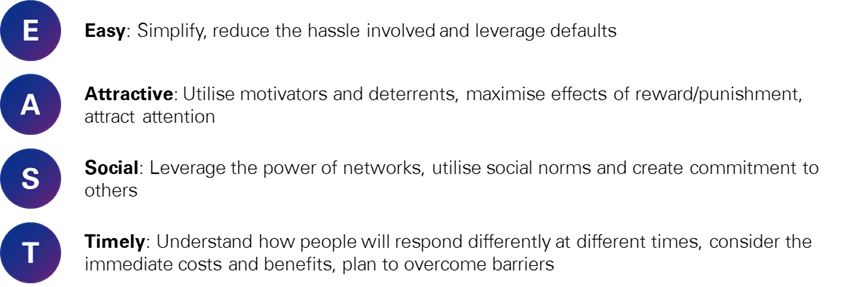 E
Easy: Simplify, reduce the hassle involved and leverage defaults
A
Attractive: Utilise motivators and deterrents, maximise effects of reward/punishment,
attract attention
S
Social: Leverage the power of networks, utilise social norms and create commitment to
others
T
Timely: Understand how people will respond differently at different times, consider the
immediate costs and benefits, plan to overcome barriers